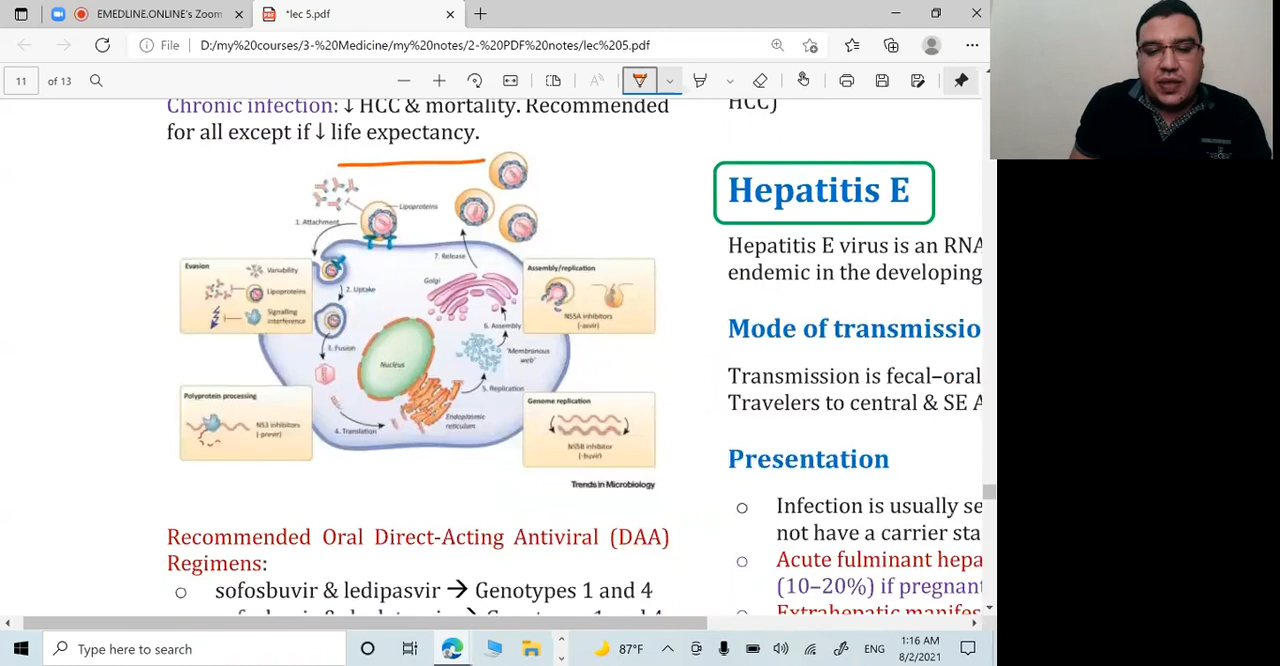 EMEDLINE.ONLINE's Zoom
*lec 5.pdf
File
D:/my%20courses/3-%20Medicine/my%20notes/2-%20PDF%20notes/lec%205.pdf
11
of 13
Chronic infection: ↓ HCC & mortality. Recommended
for all except if ↓ life expectancy.
Lipoproteins
1. Attachment
7. Release
Evasion
Variability
Lipoproteins
Signalling
interference
2. Uptake
Golgi
Assembly/replication
NS5A inhibitors
(-asvir)
6. Assembly
3. Fusion
Nucleus
'Membranous
web'
5. Replication
Polyprotein processing
NS3 inhibitors
(-previr)
Endoplasmic
reticulum
4. Translation
Genome replication
NS5B inhibitor
(-buvir)
Trends in Microbiology
Recommended Oral Direct-Acting Antiviral (DAA)
Regimens:
sofosbuvir & ledipasvir → Genotypes 1 and 4
HCC)
Hepatitis E
Hepatitis E virus is an RNA
endemic in the developing
Mode of transmissio
Transmission is fecal–oral
Travelers to central & SE A
Presentation
Infection is usually se
not have a carrier sta
Acute fulminant hepa
(10–20%) if pregnant
Extrahepatic manifes
Type here to search
87°F
ENG
1:16 AM
8/2/2021